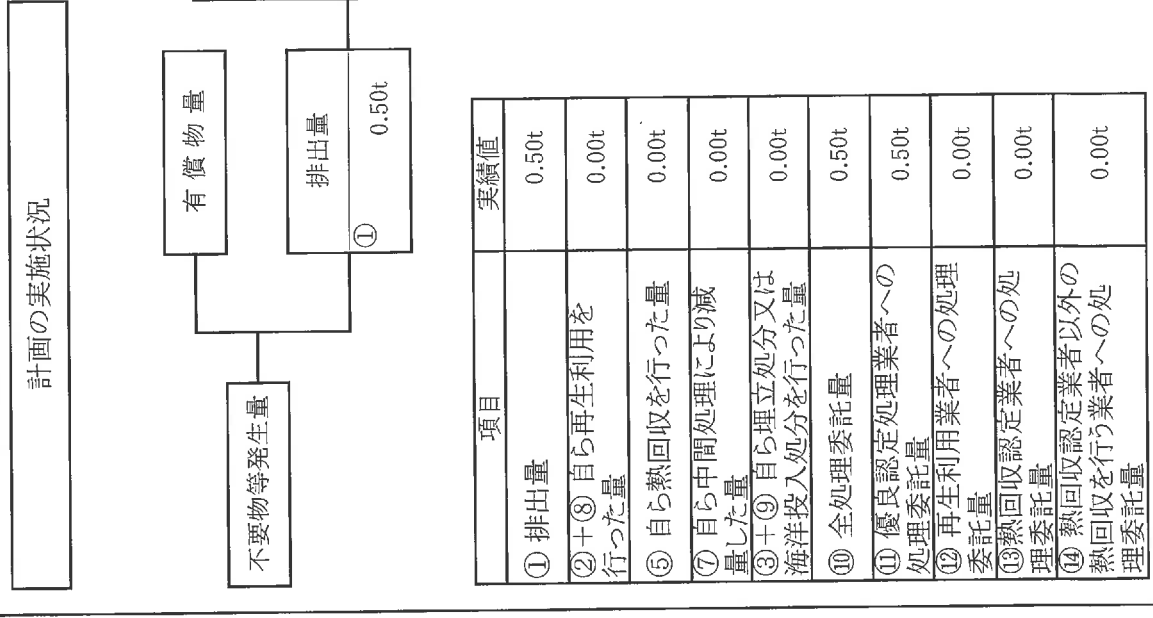 計画の実施状況
不要物等発生量
有償物量
排出量
① 0.50t
項目 実績値
① 排出量 0.50t
②+⑧ 自ら再生利用を
行った量 0.00t
⑤ 自ら熱回収を行った量 0.00t
⑦ 自ら中間処理により減
量した量 0.00t
③+⑨ 自ら埋立処分又は
海洋投入処分を行った量 0.00t
⑩ 全処理委託量 0.50t
⑪ 優良認定処理業者への
処理委託量 0.50t
⑫ 再生利用業者への処理
委託量 0.00t
⑬熱回収認定業者への処
理委託量 0.00t
⑭ 熱回収認定業者以外の
熱回収を行う業者への処
理委託量 0.00t